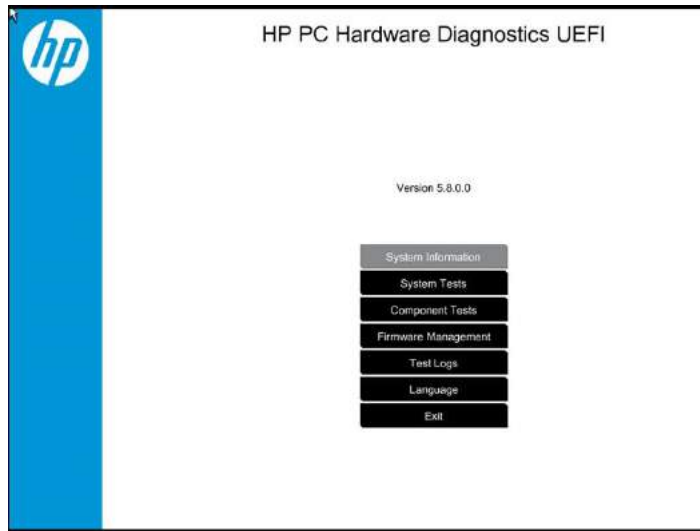 hp
HP PC Hardware Diagnostics UEFI
Version 5.8.0.0
System Information
System Tests
Component Tests
Firmware Management
Test Logs
Language
Exit